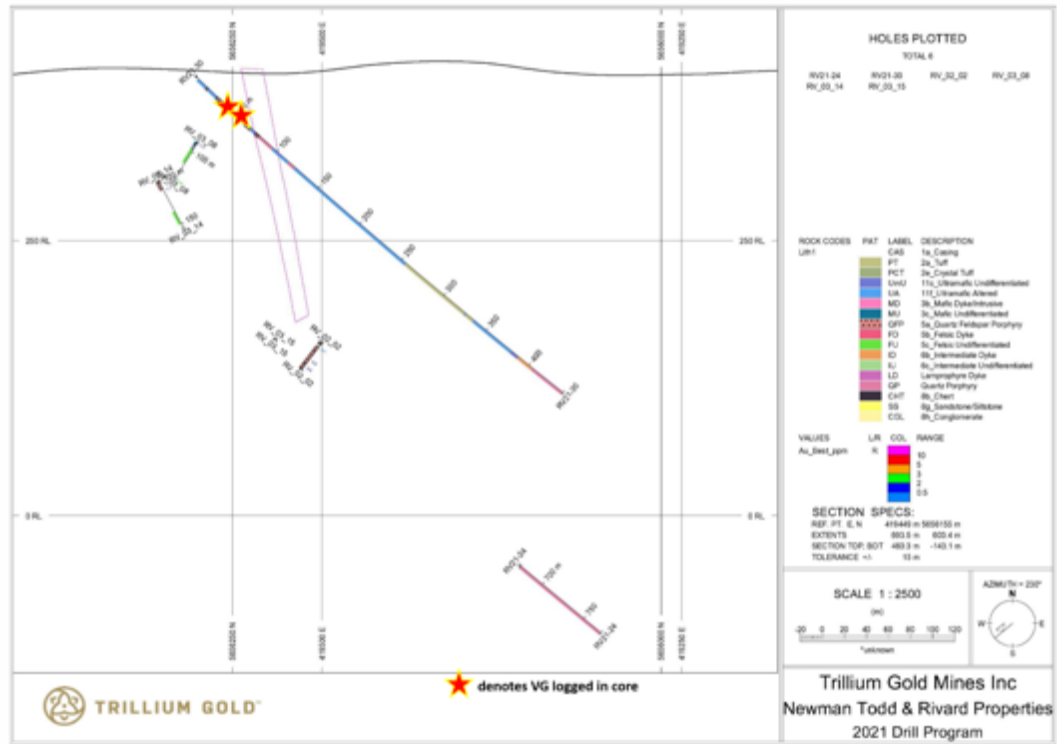 5656250 N
419500 E
5656000 N
419250 E
RV21-30
100
150
200
250
300
350
400
RV21-30
RV_03_08
100 m
RV_03_14
150
RV_03_14
250 RL
250 RL
RV_03_15
RV_02_02
RV_03_15
RV_02_02
0 RL
0 RL
RV21-24
700 m
750
RV21-24
5656250 N
419500 E
5656000 N
419250 E
TRILLIUM GOLD™
denotes VG logged in core
HOLES PLOTTED
TOTAL 6
RV21-24 RV21-30 RV_02_02 RV_03_08
RV_03_14 RV_03_15
ROCK CODES PAT LABEL DESCRIPTION
Lith1 CAS 1a_Casing
PT 2a_Tuff
PCT 2e_Crystal Tuff
UmU 11c_Ultramafic Undifferentiated
UA 11f_Ultramafic Altered
MD 3b_Mafic Dyke/Intrusive
MU 3c_Mafic Undifferentiated
QFP 5a_Quartz Feldspar Porphyry
FD 5b_Felsic Dyke
FU 5c_Felsic Undifferentiated
ID 6b_Intermediate Dyke
IU 6c_Intermediate Undifferentiated
LD Lamprophyre Dyke
QP Quartz Porphyry
CHT 8b_Chert
SS 8g_Sandstone/Siltstone
CGL 8h_Conglomerate
VALUES L/R COL RANGE
Au_Best_ppm R
10
5
3
2
0.5
SECTION SPECS:
REF. PT. E, N 419449 m 5656155 m
EXTENTS 693.5 m 600.4 m
SECTION TOP, BOT 460.3 m -140.1 m
TOLERANCE +/- 10 m
SCALE 1 : 2500
(m)
-20 0 20 40 60 80 100 120
*unknown
AZIMUTH = 230°
N
W E
S
Trillium Gold Mines Inc
Newman Todd & Rivard Properties
2021 Drill Program